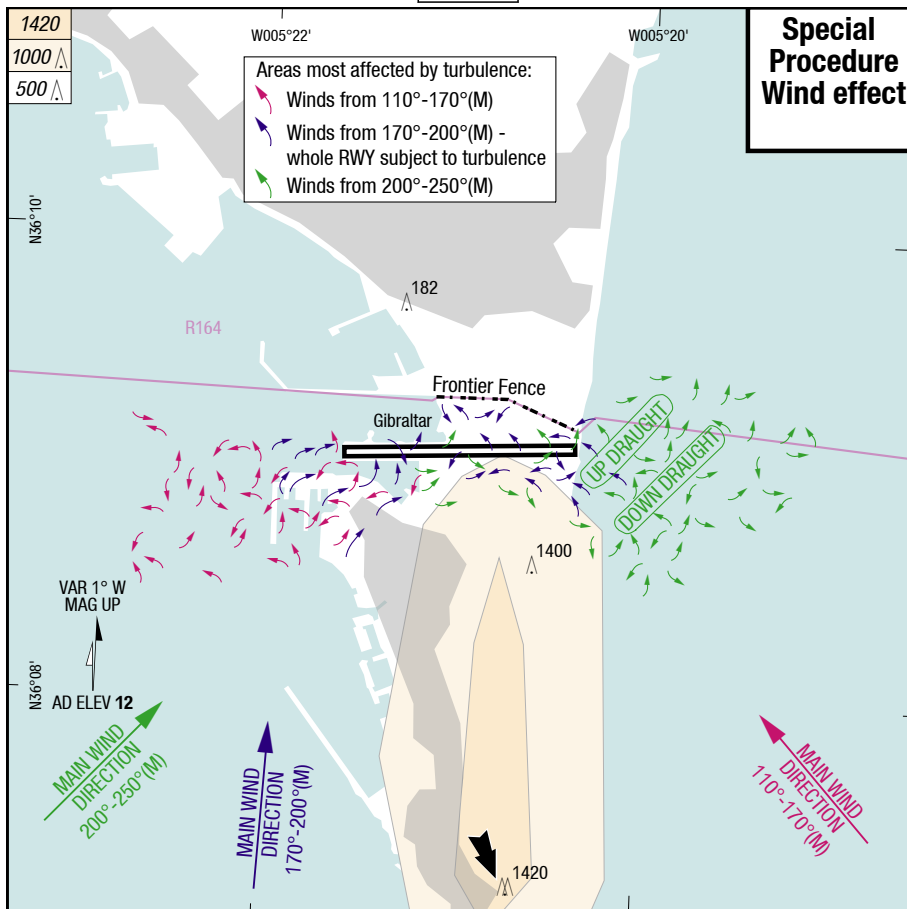 1420
1000
500
W005°22'
W005°20'
Special
Procedure
Wind effect
Areas most affected by turbulence:
Winds from 110°-170°(M)
Winds from 170°-200°(M) -
whole RWY subject to turbulence
Winds from 200°-250°(M)
N36°10'
182
R164
Frontier Fence
Gibraltar
UP DRAUGHT
DOWN DRAUGHT
1400
VAR 1° W
MAG UP
N36°08'
AD ELEV 12
MAIN WIND
DIRECTION
200°-250°(M)
MAIN WIND
DIRECTION
170°-200°(M)
MAIN WIND
DIRECTION
110°-170°(M)
1420